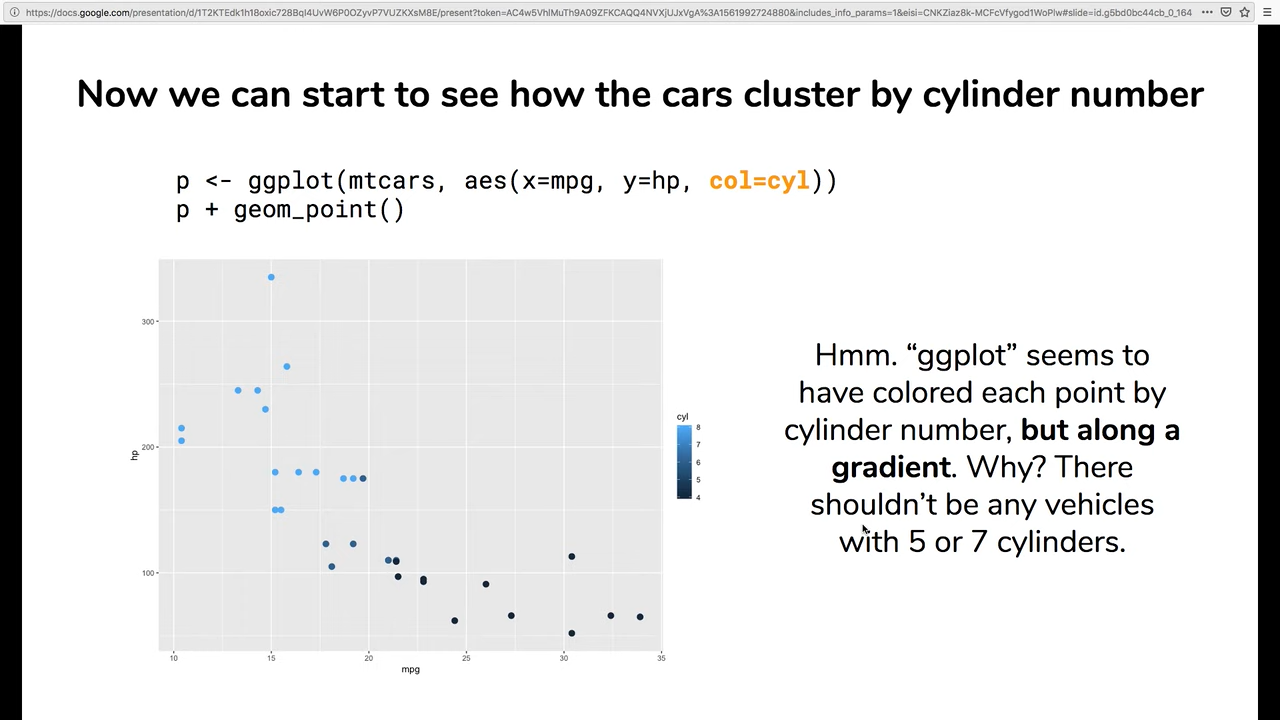 https://docs.google.com/presentation/d/1T2KTEdk1h18oxic728BqI4UvW6P0OZyvP7VUZKXsM8E/present?token=AC4w5VhlMuTh9A09ZFKCAQQ4NVXjUJxVgA%3A1561992724880&includes_info_params=1&eisi=CNKZiaz8k-MCFcVfygod1WoPlw#slide=id.g5bd0bc44cb_0_164
Now we can start to see how the cars cluster by cylinder number
p <- ggplot(mtcars, aes(x=mpg, y=hp, col=cyl))
p + geom_point()
300
200
100
hp
10 15 20 25 30 35
mpg
cyl
8
7
6
5
4
Hmm. “ggplot” seems to
have colored each point by
cylinder number, but along a
gradient. Why? There
shouldn’t be any vehicles
with 5 or 7 cylinders.